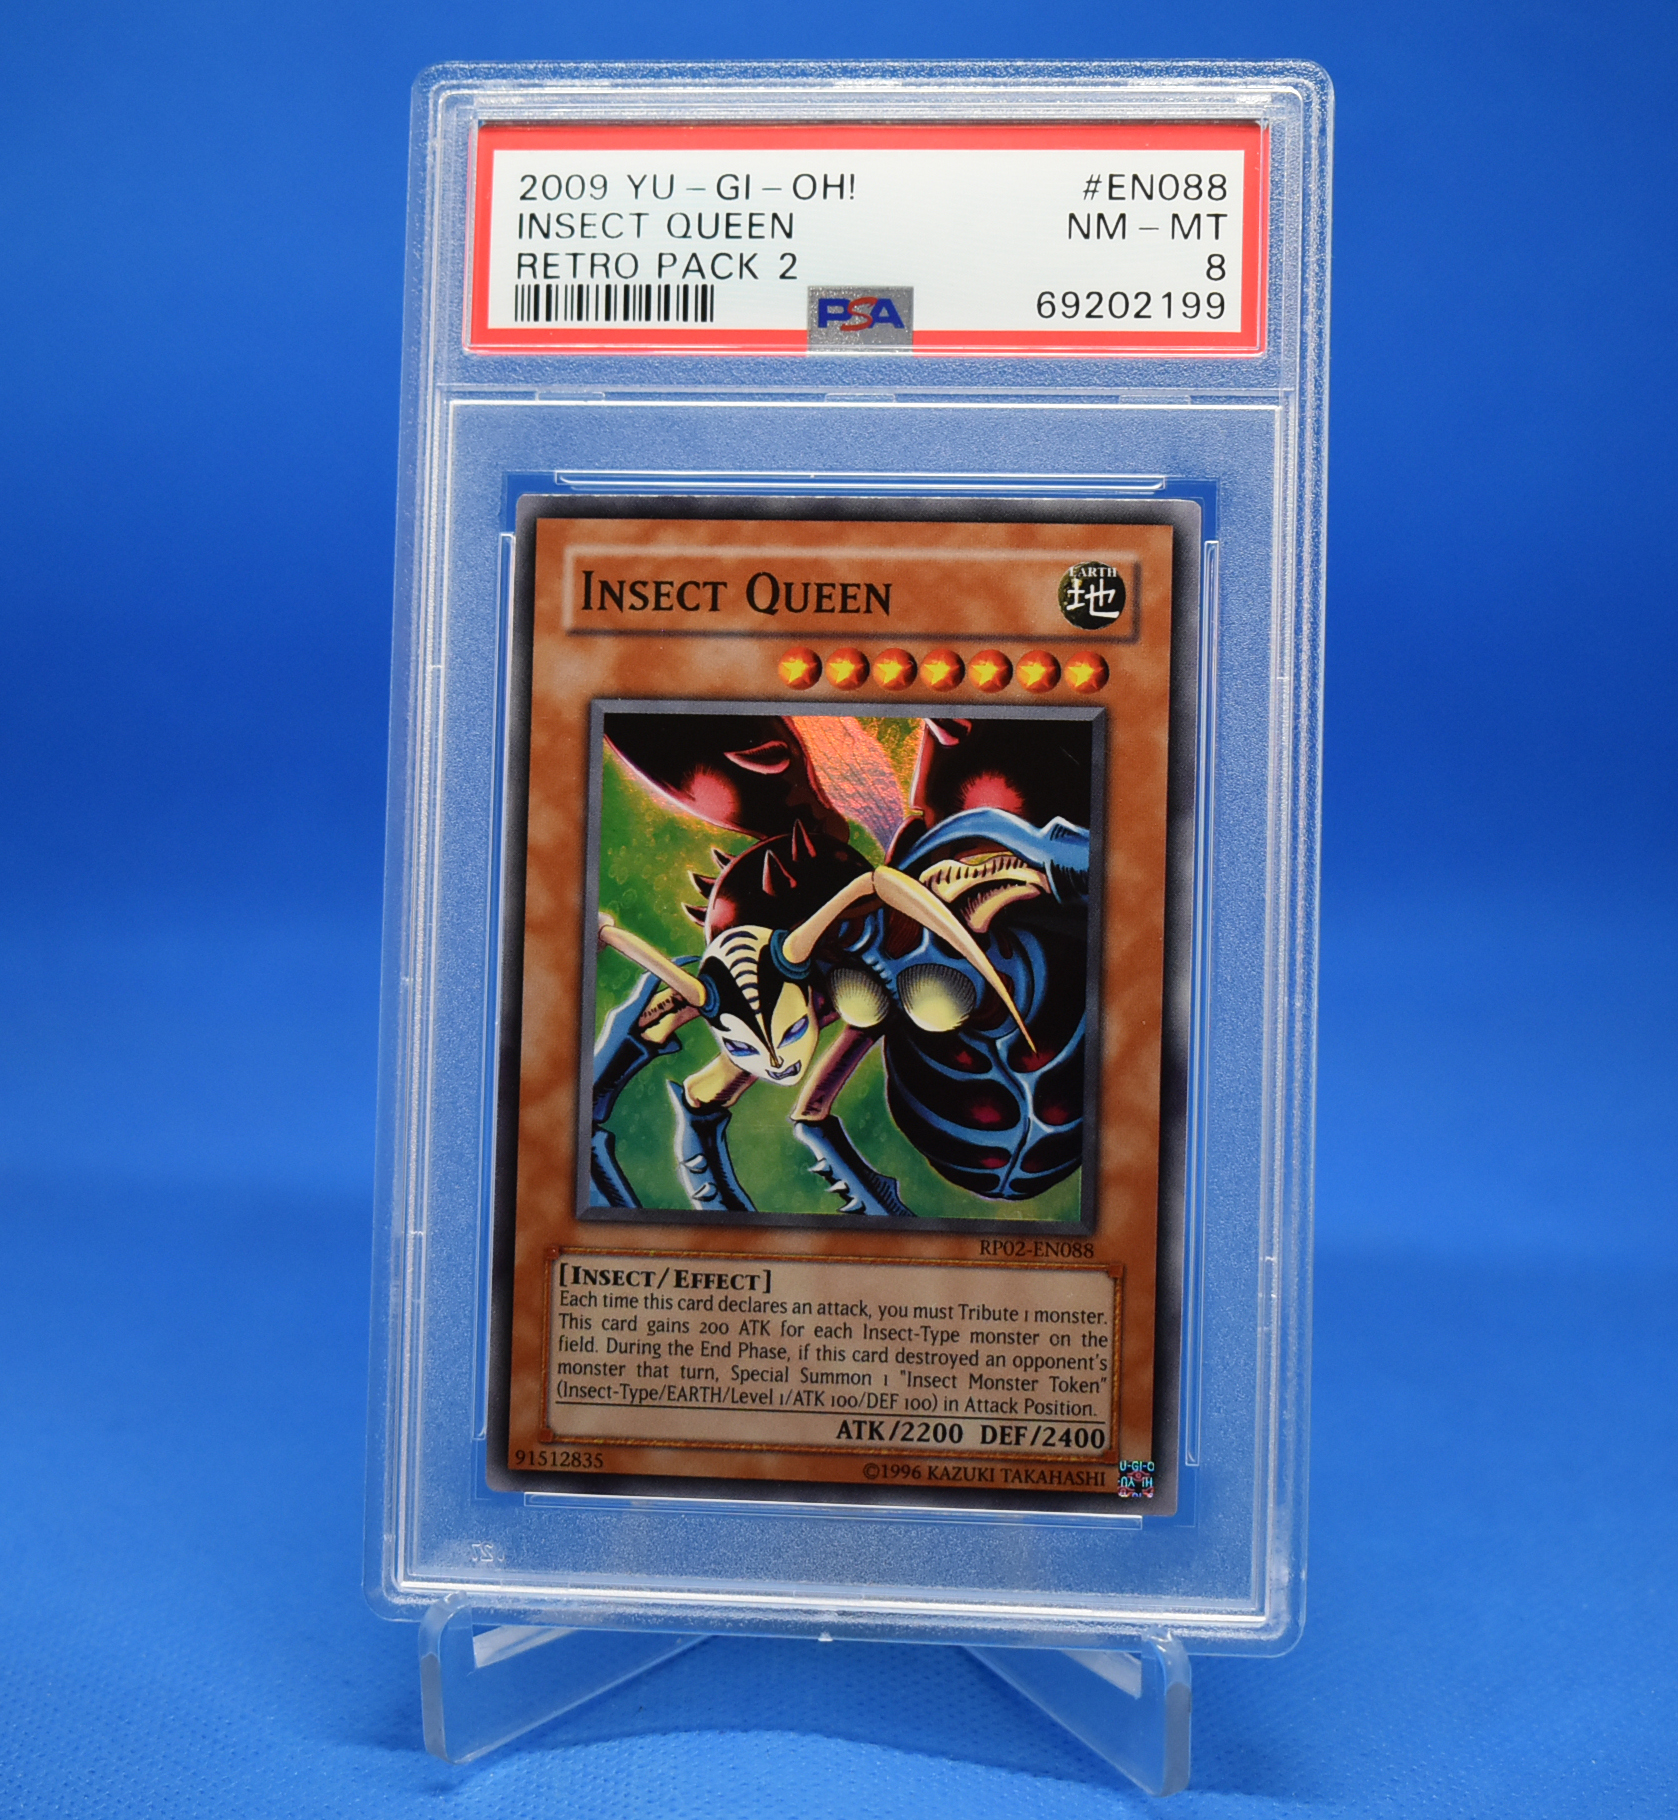 2009 YU-GI-OH! #EN088
INSECT QUEEN NM-MT
RETRO PACK 2 8
PSA 69202199
INSECT QUEEN
EARTH
地
RP02-EN088
[INSECT/EFFECT]
Each time this card declares an attack, you must Tribute 1 monster.
This card gains 200 ATK for each Insect-Type monster on the
field. During the End Phase, if this card destroyed an opponent's
monster that turn, Special Summon 1 "Insect Monster Token"
(Insect-Type/EARTH/Level 1/ATK 100/DEF 100) in Attack Position.
ATK/2200 DEF/2400
91512835 ©1996 KAZUKI TAKAHASHI